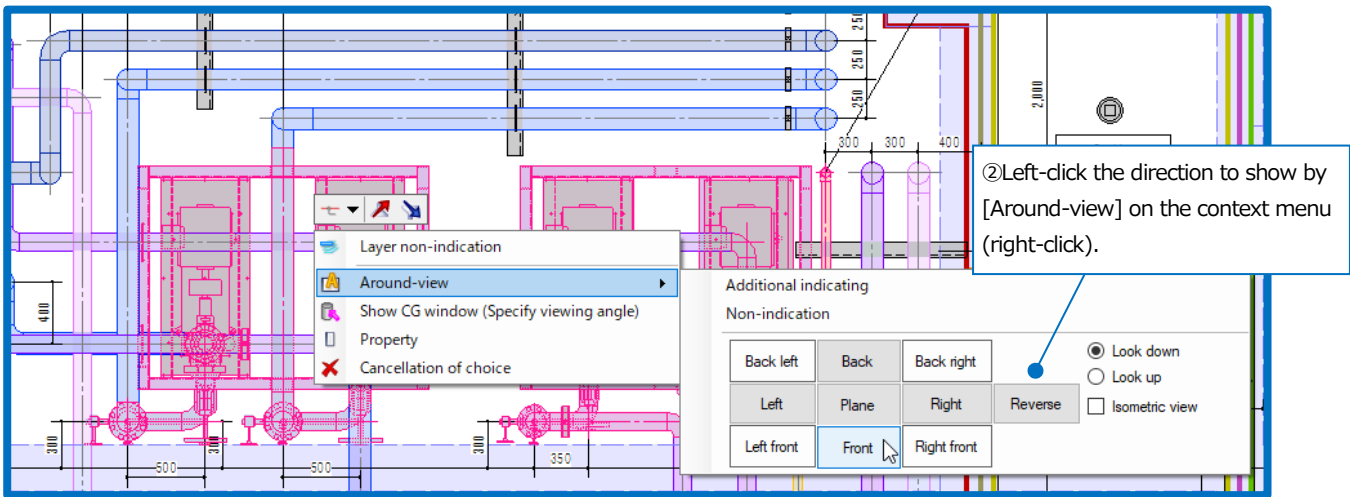 250
250
2,000
250
300
300
400
②Left-click the direction to show by
[Around-view] on the context menu
(right-click).
Layer non-indication
Around-view
Show CG window (Specify viewing angle)
Property
Cancellation of choice
Additional indicating
Non-indication
Back left
Back
Back right
Left
Plane
Right
Reverse
Left front
Front
Right front
Look down
Look up
Isometric view
400
300
300
300
500
500
350